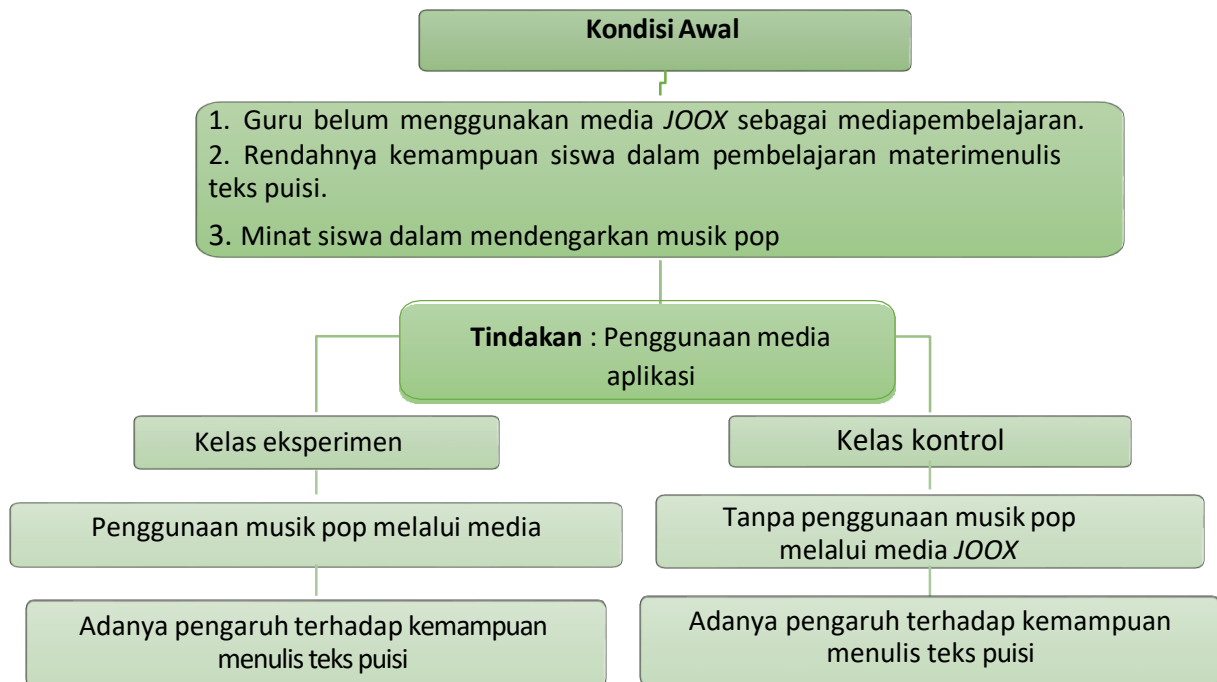 Kondisi Awal
1. Guru belum menggunakan media JOOX sebagai mediapembelajaran.
2. Rendahnya kemampuan siswa dalam pembelajaran materimenulis
teks puisi.
3. Minat siswa dalam mendengarkan musik pop
Tindakan : Penggunaan media
aplikasi
Kelas eksperimen
Kelas kontrol
Penggunaan musik pop melalui media
Tanpa penggunaan musik pop
melalui media JOOX
Adanya pengaruh terhadap kemampuan
menulis teks puisi
Adanya pengaruh terhadap kemampuan
menulis teks puisi